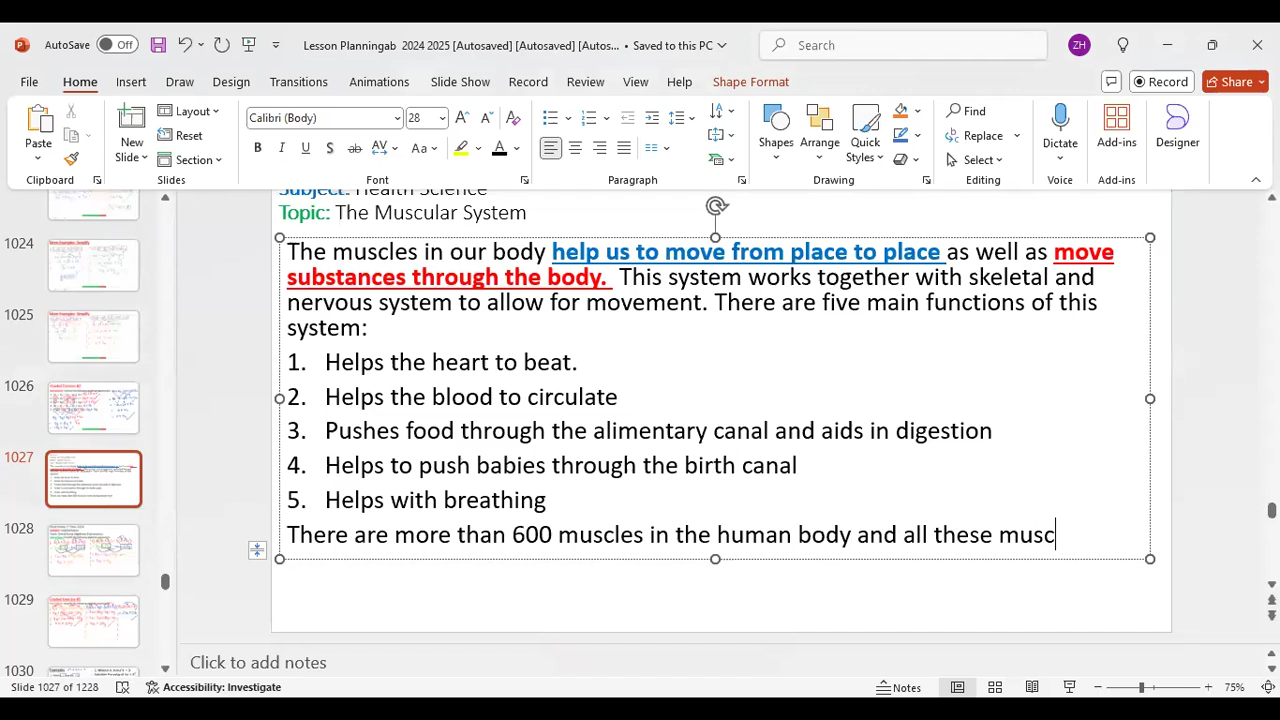 AutoSave Off Lesson Planningab 2024 2025 [Autosaved] [Autosaved] [Autos... • Saved to this PC Search ZH
File Home Insert Draw Design Transitions Animations Slide Show Record Review View Help Shape Format Record Share
Paste New Slide Layout Reset Section Calibri (Body) 28 Shapes Arrange Quick Styles Find Replace Select Dictate Add-ins Designer
Clipboard Slides Font Paragraph Drawing Editing Voice Add-ins
Subject: Health Science
Topic: The Muscular System
The muscles in our body help us to move from place to place as well as move
substances through the body. This system works together with skeletal and
nervous system to allow for movement. There are five main functions of this
system:
1. Helps the heart to beat.
2. Helps the blood to circulate
3. Pushes food through the alimentary canal and aids in digestion
4. Helps to push babies through the birth canal
5. Helps with breathing
There are more than 600 muscles in the human body and all these musc
1024
1025
1026
1027
1028
1029
1030
Click to add notes
Slide 1027 of 1228 Accessibility: Investigate Notes 75%